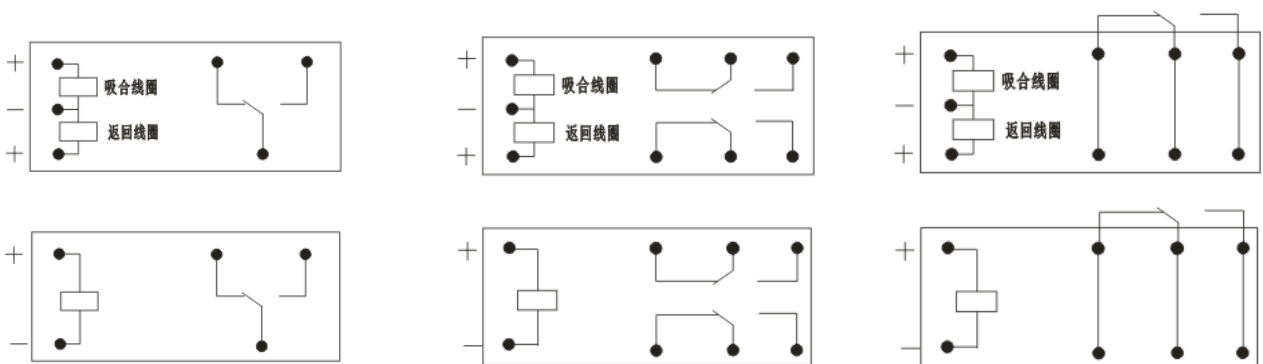 + + +
吸合线圈 吸合线圈 吸合线圈
— — —
返回线圈 返回线圈 返回线圈
+ + +
+ + +
— — —